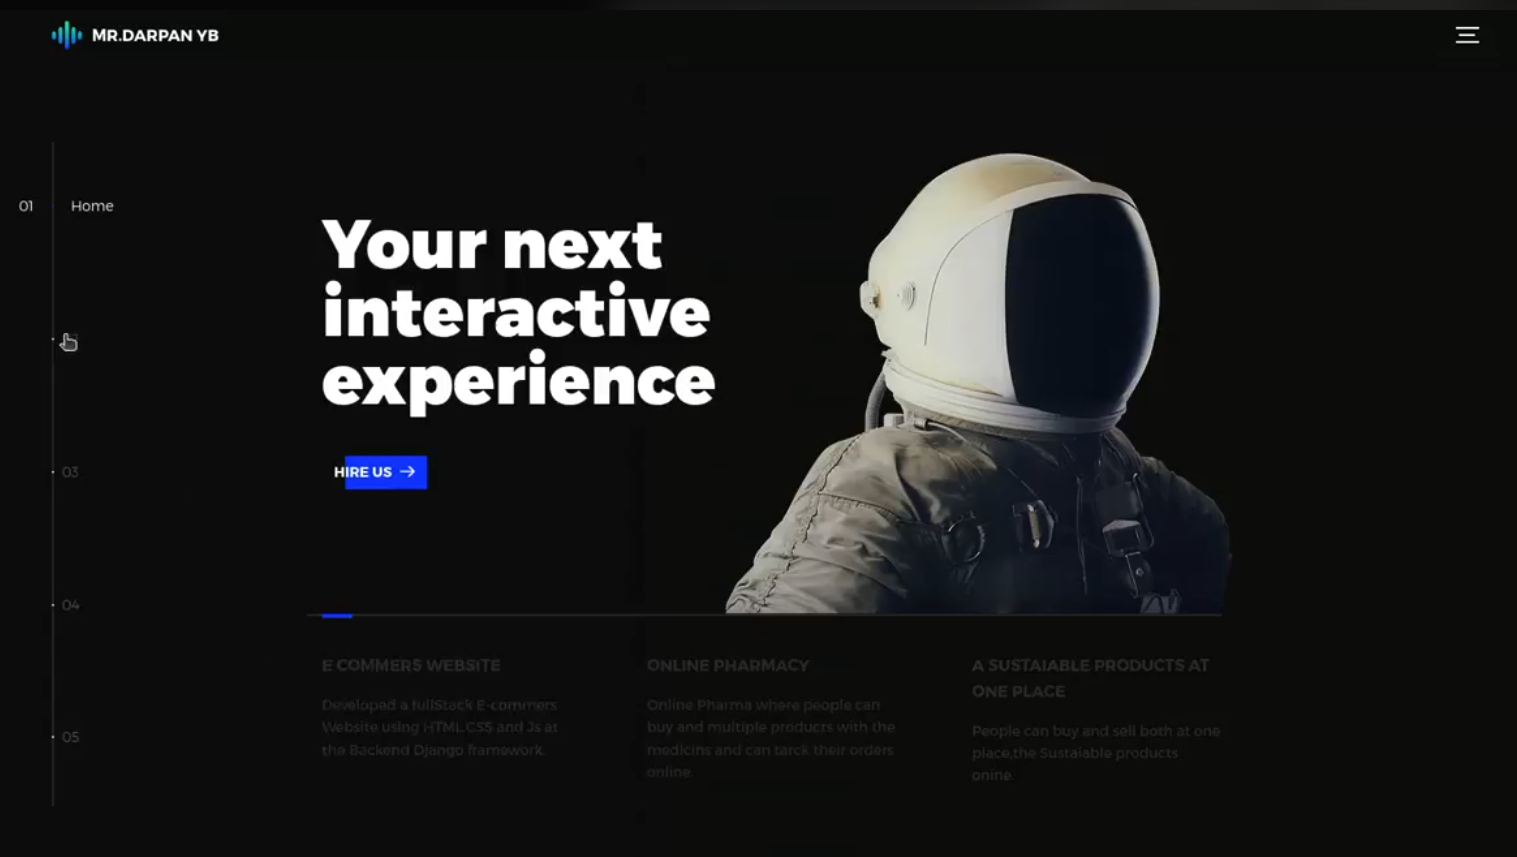 MR.DARPAN YB
01 Home
Your next
interactive
experience
03
HIRE US →
04
E COMMERS WEBSITE
Developed a fullStack E-commers
Website using HTML,CSS and Js at
the Backend Django framework.
ONLINE PHARMACY
Online Pharma where people can
buy and multiple products with the
medicins and can tarck their orders
online.
A SUSTAIABLE PRODUCTS AT
ONE PLACE
People can buy and sell both at one
place,the Sustaiable products
onine.
05